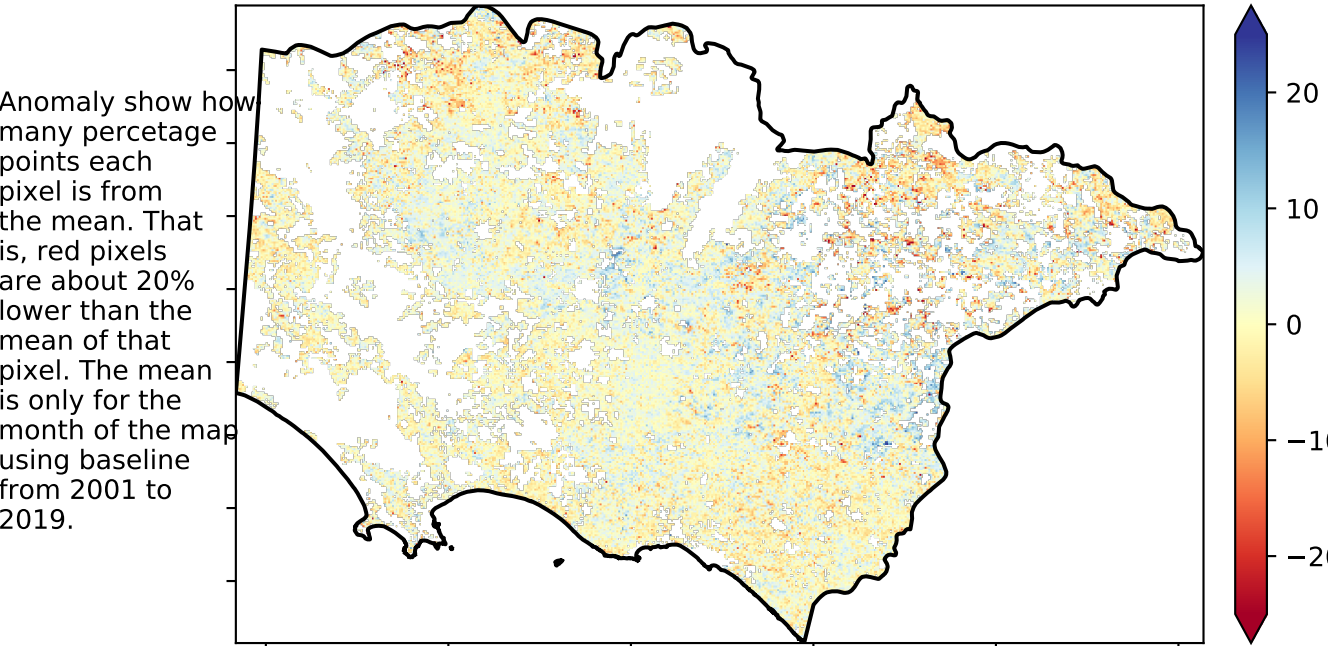 Anomaly show how
many percetage
points each
pixel is from
the mean. That
is, red pixels
are about 20%
lower than the
mean of that
pixel. The mean
is only for the
month of the map
using baseline
from 2001 to
2019.
20
10
0
−10
−20